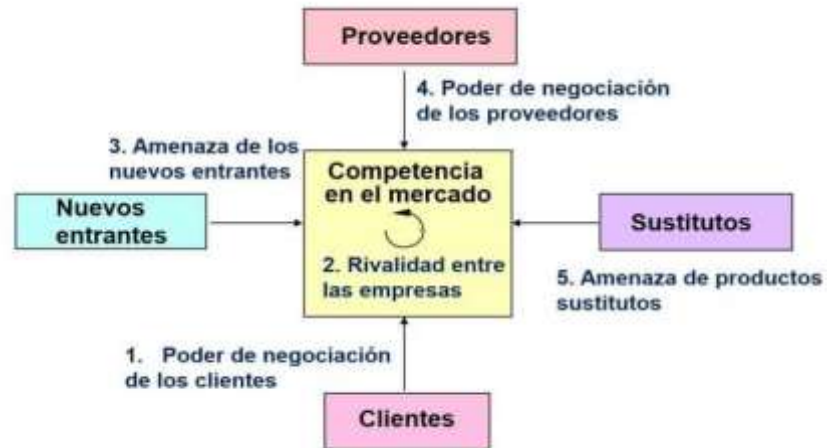 Proveedores
4. Poder de negociación
de los proveedores
3. Amenaza de los
nuevos entrantes
Competencia
en el mercado
Nuevos
entrantes
Sustitutos
2. Rivalidad entre
las empresas
5. Amenaza de productos
sustitutos
1. Poder de negociación
de los clientes
Clientes